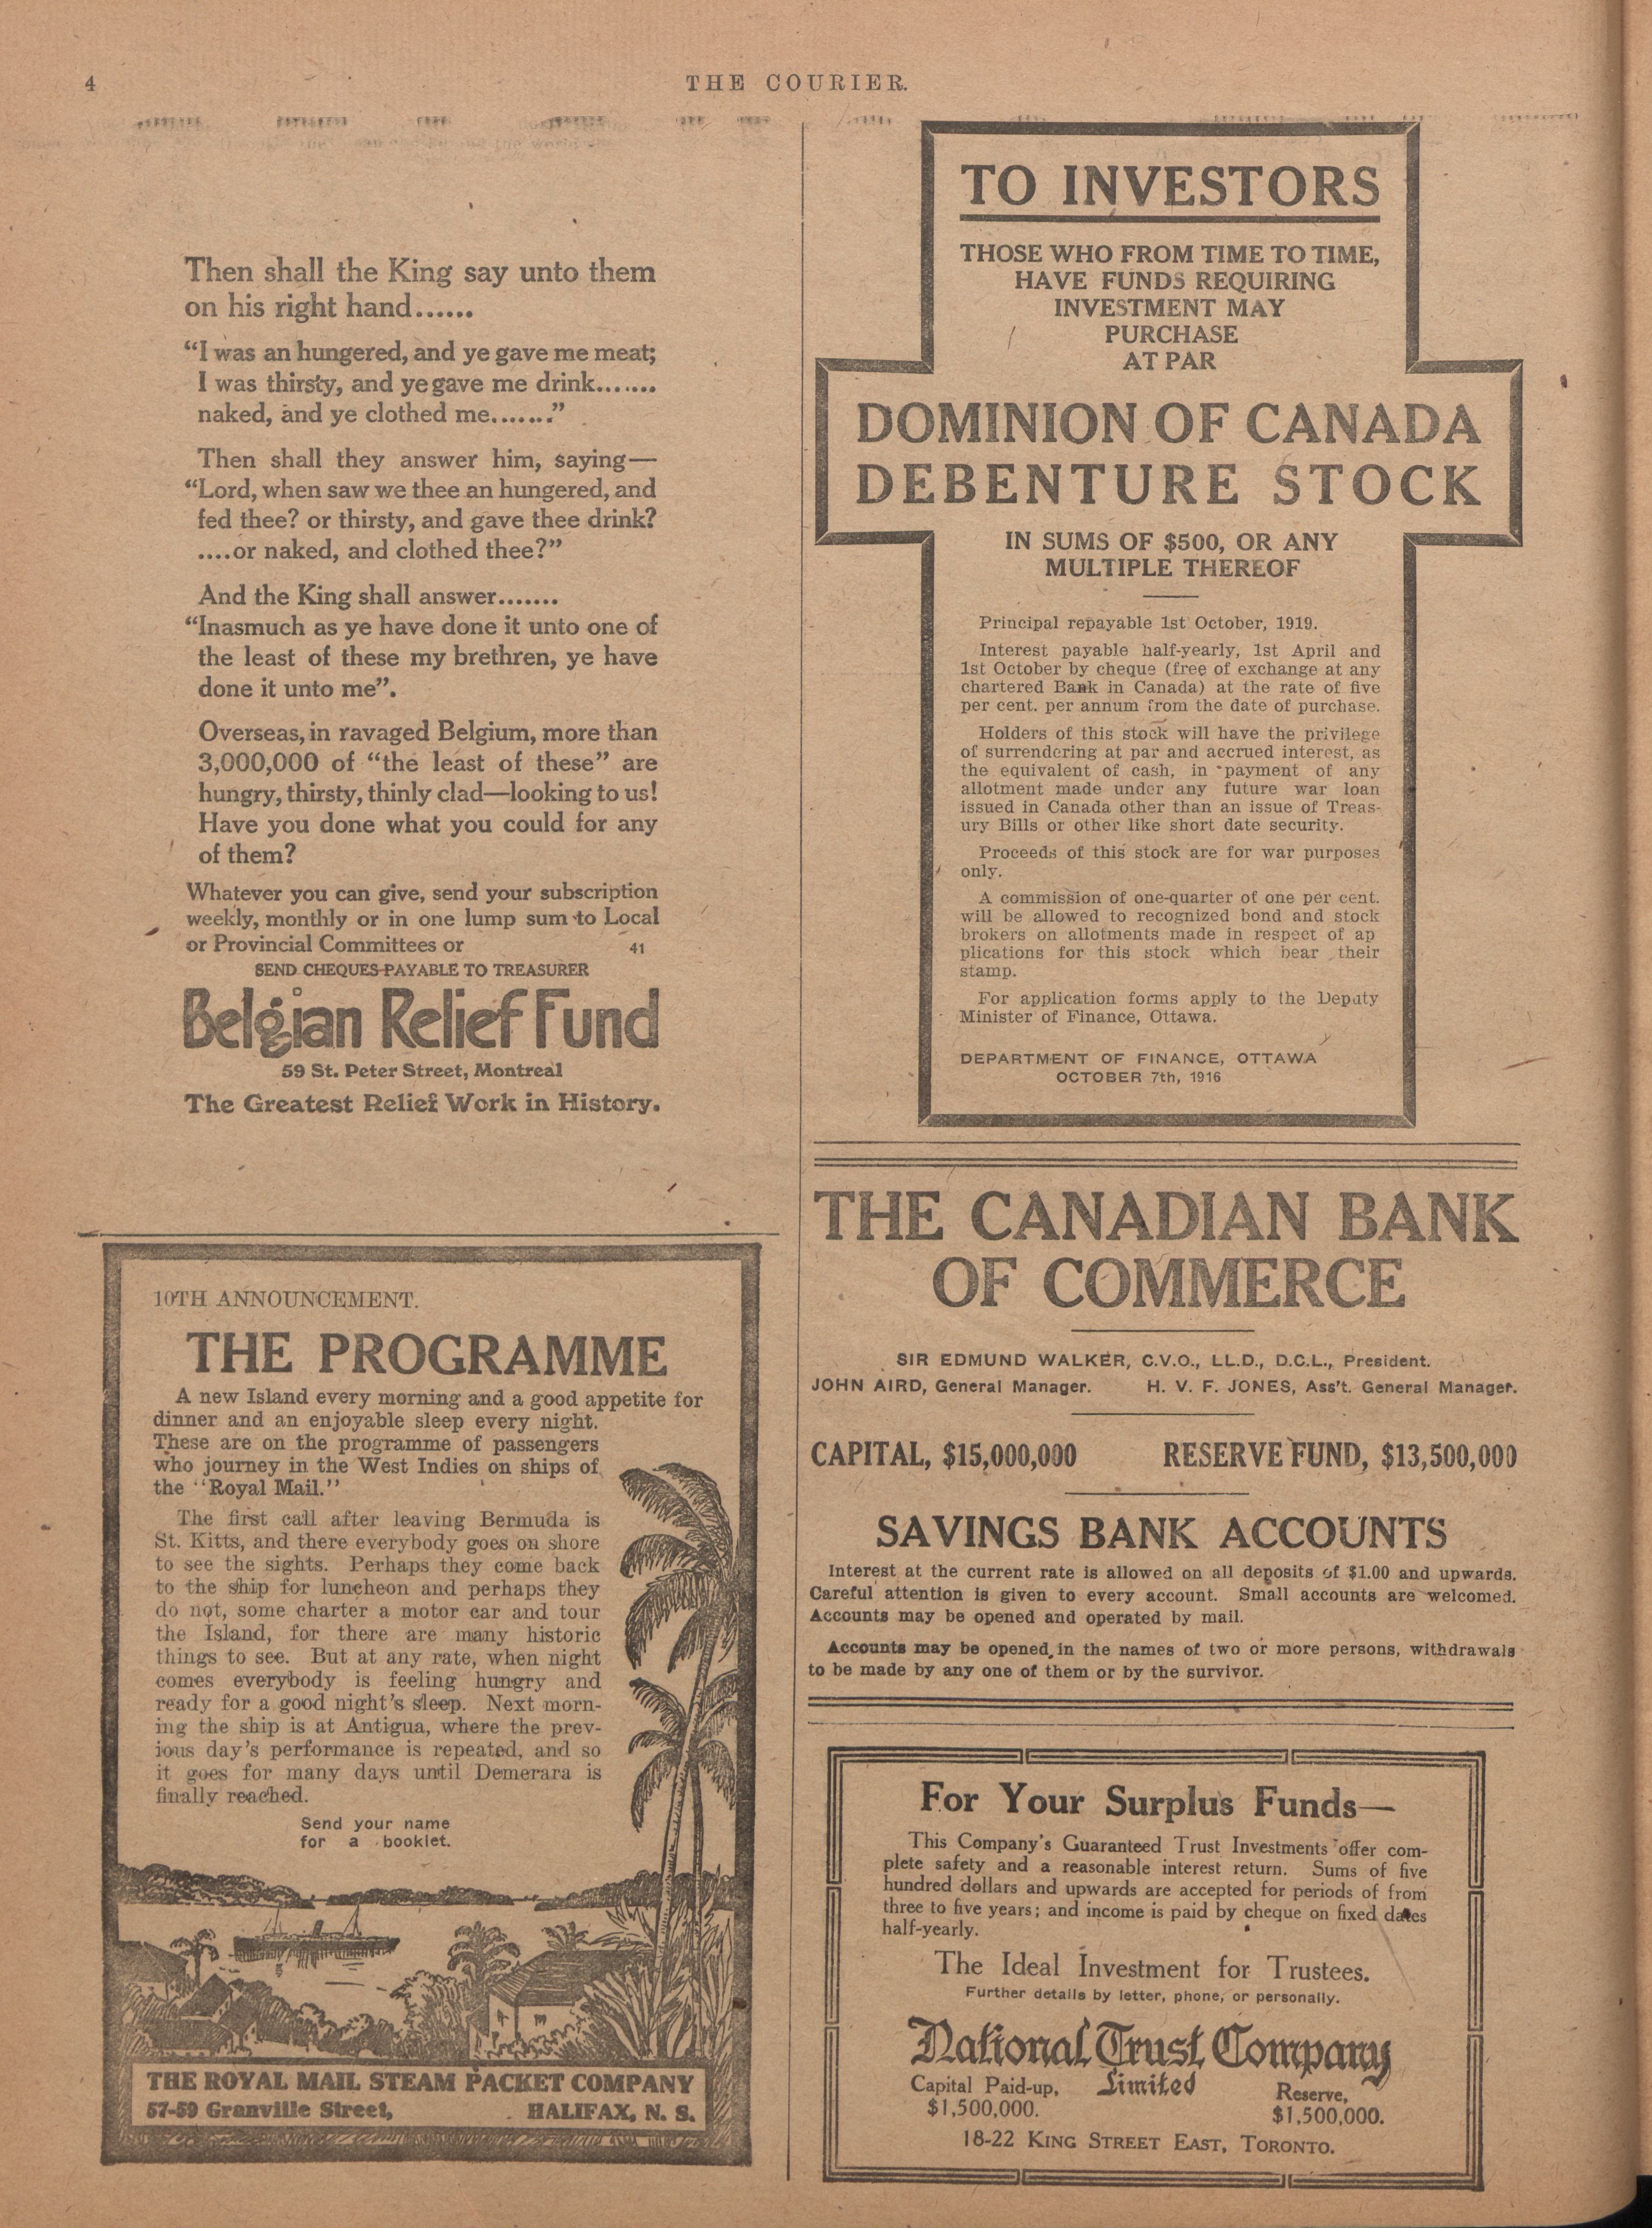 4
THE COURIER.
Then shall the King say unto them
on his right hand......
“I was an hungered, and ye gave me meat;
I was thirsty, and ye gave me drink.......
naked, and ye clothed me.......”
Then shall they answer him, saying—
“Lord, when saw we thee an hungered, and
fed thee? or thirsty, and gave thee drink?
....or naked, and clothed thee?”
And the King shall answer.......
“Inasmuch as ye have done it unto one of
the least of these my brethren, ye have
done it unto me”.
Overseas, in ravaged Belgium, more than
3,000,000 of “the least of these” are
hungry, thirsty, thinly clad—looking to us!
Have you done what you could for any
of them?
Whatever you can give, send your subscription
weekly, monthly or in one lump sum to Local
or Provincial Committees or 41
SEND CHEQUES PAYABLE TO TREASURER
Belgian Relief Fund
59 St. Peter Street, Montreal
The Greatest Relief Work in History.
10TH ANNOUNCEMENT.
THE PROGRAMME
A new Island every morning and a good appetite for
dinner and an enjoyable sleep every night.
These are on the programme of passengers
who journey in the West Indies on ships of
the “Royal Mail.”
The first call after leaving Bermuda is
St. Kitts, and there everybody goes on shore
to see the sights. Perhaps they come back
to the ship for luncheon and perhaps they
do not, some charter a motor car and tour
the Island, for there are many historic
things to see. But at any rate, when night
comes everybody is feeling hungry and
ready for a good night’s sleep. Next morn-
ing the ship is at Antigua, where the prev-
ious day’s performance is repeated, and so
it goes for many days until Demerara is
finally reached.
Send your name
for a booklet.
THE ROYAL MAIL STEAM PACKET COMPANY
57-59 Granville Street, HALIFAX, N. S.
TO INVESTORS
THOSE WHO FROM TIME TO TIME,
HAVE FUNDS REQUIRING
INVESTMENT MAY
PURCHASE
AT PAR
DOMINION OF CANADA
DEBENTURE STOCK
IN SUMS OF $500, OR ANY
MULTIPLE THEREOF
Principal repayable 1st October, 1919.
Interest payable half-yearly, 1st April and
1st October by cheque (free of exchange at any
chartered Bank in Canada) at the rate of five
per cent. per annum from the date of purchase.
Holders of this stock will have the privilege
of surrendering at par and accrued interest, as
the equivalent of cash, in payment of any
allotment made under any future war loan
issued in Canada other than an issue of Treas-
ury Bills or other like short date security.
Proceeds of this stock are for war purposes
only.
A commission of one-quarter of one per cent.
will be allowed to recognized bond and stock
brokers on allotments made in respect of ap
plications for this stock which bear their
stamp.
For application forms apply to the Deputy
Minister of Finance, Ottawa.
DEPARTMENT OF FINANCE, OTTAWA
OCTOBER 7th, 1916
THE CANADIAN BANK
OF COMMERCE
SIR EDMUND WALKER, C.V.O., LL.D., D.C.L., President.
JOHN AIRD, General Manager. H. V. F. JONES, Ass’t. General Manager.
CAPITAL, $15,000,000 RESERVE FUND, $13,500,000
SAVINGS BANK ACCOUNTS
Interest at the current rate is allowed on all deposits of $1.00 and upwards.
Careful attention is given to every account. Small accounts are welcomed.
Accounts may be opened and operated by mail.
Accounts may be opened in the names of two or more persons, withdrawals
to be made by any one of them or by the survivor.
For Your Surplus Funds—
This Company’s Guaranteed Trust Investments offer com-
plete safety and a reasonable interest return. Sums of five
hundred dollars and upwards are accepted for periods of from
three to five years; and income is paid by cheque on fixed dates
half-yearly.
The Ideal Investment for Trustees.
Further details by letter, phone, or personally.
National Trust Company
Limited
Capital Paid-up, Reserve,
$1,500,000. $1,500,000.
18-22 KING STREET EAST, TORONTO.